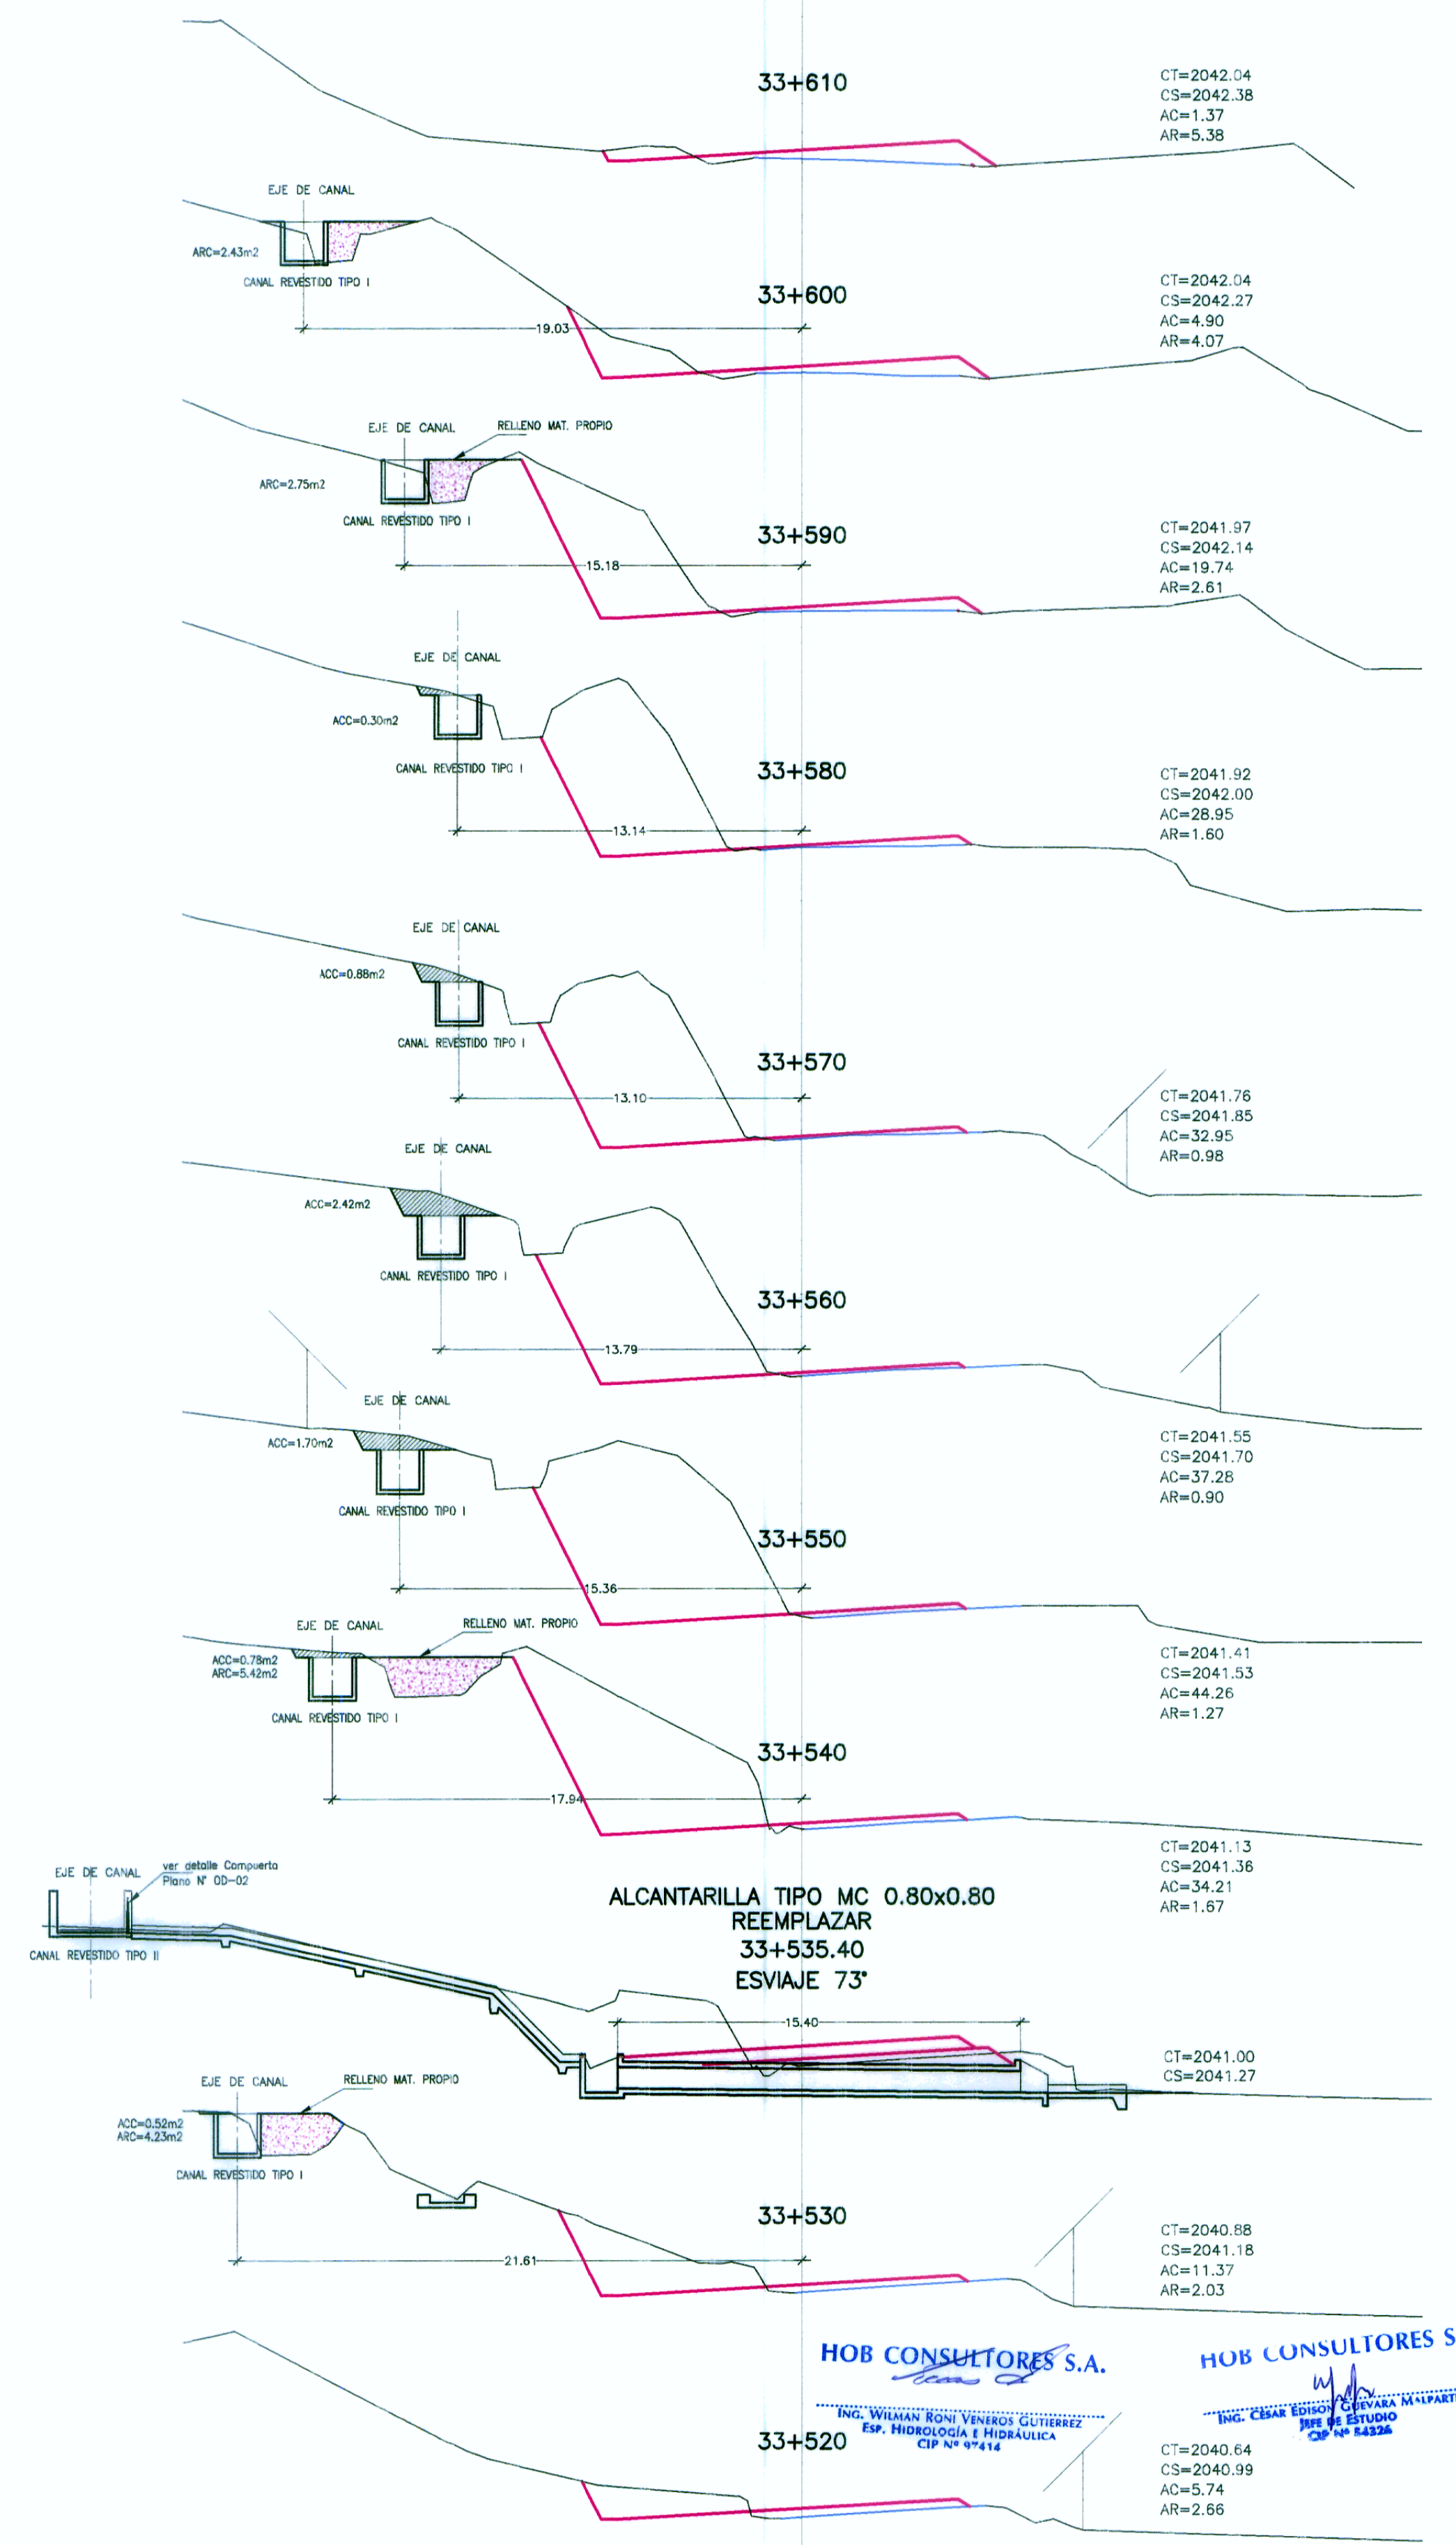 33+610
CT=2042.04
CS=2042.38
AC=1.37
AR=5.38
EJE DE CANAL
ARC=2.43m2
CANAL REVESTIDO TIPO I
33+600
19.03
CT=2042.04
CS=2042.27
AC=4.90
AR=4.07
EJE DE CANAL
RELLENO MAT. PROPIO
ARC=2.75m2
CANAL REVESTIDO TIPO I
33+590
15.18
CT=2041.97
CS=2042.14
AC=19.74
AR=2.61
EJE DE CANAL
ACC=0.30m2
CANAL REVESTIDO TIPO I
33+580
13.14
CT=2041.92
CS=2042.00
AC=28.95
AR=1.60
EJE DE CANAL
ACC=0.88m2
CANAL REVESTIDO TIPO I
33+570
13.10
CT=2041.76
CS=2041.85
AC=32.95
AR=0.98
EJE DE CANAL
ACC=2.42m2
CANAL REVESTIDO TIPO I
33+560
13.79
EJE DE CANAL
ACC=1.70m2
CANAL REVESTIDO TIPO I
CT=2041.55
CS=2041.70
AC=37.28
AR=0.90
33+550
15.36
EJE DE CANAL
RELLENO MAT. PROPIO
ACC=0.78m2
ARC=5.42m2
CANAL REVESTIDO TIPO I
CT=2041.41
CS=2041.53
AC=44.26
AR=1.27
33+540
17.94
CT=2041.13
CS=2041.36
AC=34.21
AR=1.67
EJE DE CANAL
ver detalle Compuerta
Plano N° OD-02
CANAL REVESTIDO TIPO II
ALCANTARILLA TIPO MC 0.80x0.80
REEMPLAZAR
33+535.40
ESVIAJE 73°
15.40
CT=2041.00
CS=2041.27
EJE DE CANAL
RELLENO MAT. PROPIO
ACC=0.52m2
ARC=4.23m2
CANAL REVESTIDO TIPO I
33+530
21.61
CT=2040.88
CS=2041.18
AC=11.37
AR=2.03
HOB CONSULTORES S.A.
ING. WILMAN RONI VENEROS GUTIERREZ
ESP. HIDROLOGÍA E HIDRÁULICA
CIP Nº 97414
HOB CONSULTORES S
ING. CÉSAR EDISON GUEVARA MALPART
JEFE DE ESTUDIO
CIP Nº 54326
33+520
CT=2040.64
CS=2040.99
AC=5.74
AR=2.66